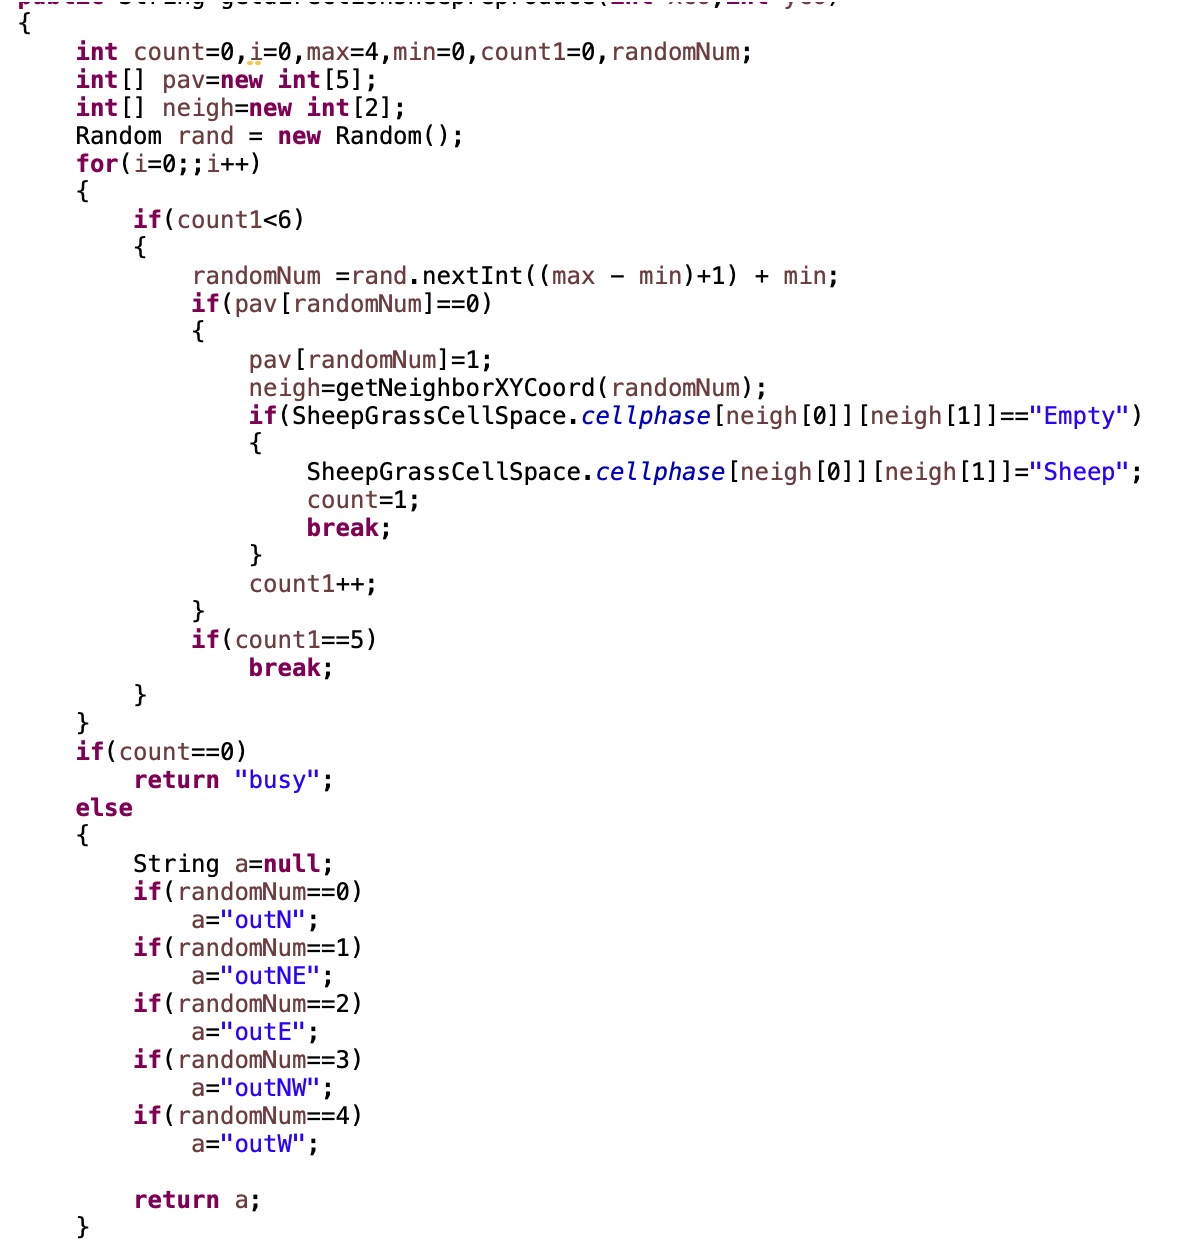 {
int count=0,i=0,max=4,min=0,count1=0,randomNum;
int[] pav=new int[5];
int[] neigh=new int[2];
Random rand = new Random();
for(i=0;;i++)
{
if(count1<6)
{
randomNum =rand.nextInt((max - min)+1) + min;
if(pav[randomNum]==0)
{
pav[randomNum]=1;
neigh=getNeighborXYCoord(randomNum);
if(SheepGrassCellSpace.cellphase[neigh[0]][neigh[1]]=="Empty")
{
SheepGrassCellSpace.cellphase[neigh[0]][neigh[1]]="Sheep";
count=1;
break;
}
count1++;
}
if(count1==5)
break;
}
}
if(count==0)
return "busy";
else
{
String a=null;
if(randomNum==0)
a="outN";
if(randomNum==1)
a="outNE";
if(randomNum==2)
a="outE";
if(randomNum==3)
a="outNW";
if(randomNum==4)
a="outW";
return a;
}